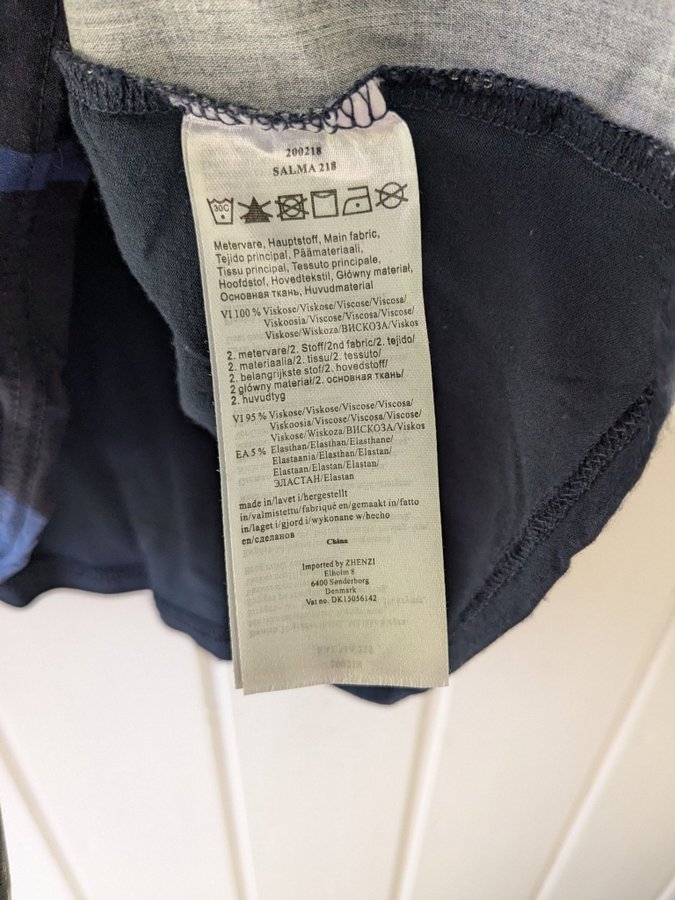 200218
SALMA 218
30C
Metervare, Hauptstoff, Main fabric,
Tejido principal, Päämateriaali,
Tissu principal, Tessuto principale,
Hoofdstof, Hovedtekstil, Główny materiał,
Основная ткань, Huvudmaterial
VI 100 % Viskose/Viskose/Viscose/Viscosa/
Viskoosia/Viscose/Viscosa/Viscose/
Viskose/Wiskoza/ВИСКОЗА/Viskos
2. metervare/2. Stoff/2nd fabric/2. tejido/
2. materiaalia/2. tissu/2. tessuto/
2. belangrijkste stof/2. hovedstoff/
2 główny materiał/2. основная ткань/
2. huvudtyg
VI 95 % Viskose/Viskose/Viscose/Viscosa/
Viskoosia/Viscose/Viscosa/Viscose/
Viskose/Wiskoza/ВИСКОЗА/Viskos
EA 5 % Elasthan/Elasthan/Elasthane/
Elastaania/Elasthan/Elastan/
Elastaan/Elastan/Elastan/
ЭЛАСТАН/Elastan
made in/lavet i/hergestellt
in/valmistettu/fabriqué en/gemaakt in/fatto
in/laget i/gjord i/wykonane w/hecho
en/сделанов
China
Imported by ZHENZI
Elholm 8
6400 Sønderborg
Denmark
Vat no. DK15056142